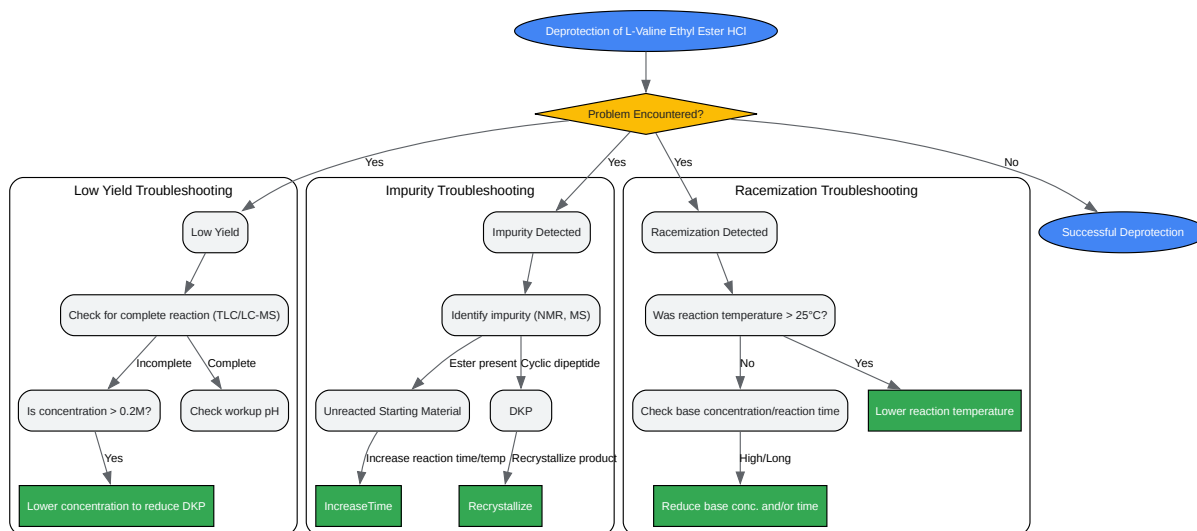 Deprotection of L-Valine Ethyl Ester HCl
Problem Encountered?
Yes
Yes
Yes
No
Low Yield Troubleshooting
Impurity Troubleshooting
Racemization Troubleshooting
Low Yield
Impurity Detected
Racemization Detected
Successful Deprotection
Check for complete reaction (TLC/LC-MS)
Identify impurity (NMR, MS)
Was reaction temperature > 25°C?
Incomplete
Complete
Ester present
Cyclic dipeptide
No
Yes
Is concentration > 0.2M?
Check workup pH
Unreacted Starting Material
DKP
Check base concentration/reaction time
Lower reaction temperature
Yes
Increase reaction time/temp
Recrystallize product
High/Long
Lower concentration to reduce DKP
IncreaseTime
Recrystallize
Reduce base conc. and/or time